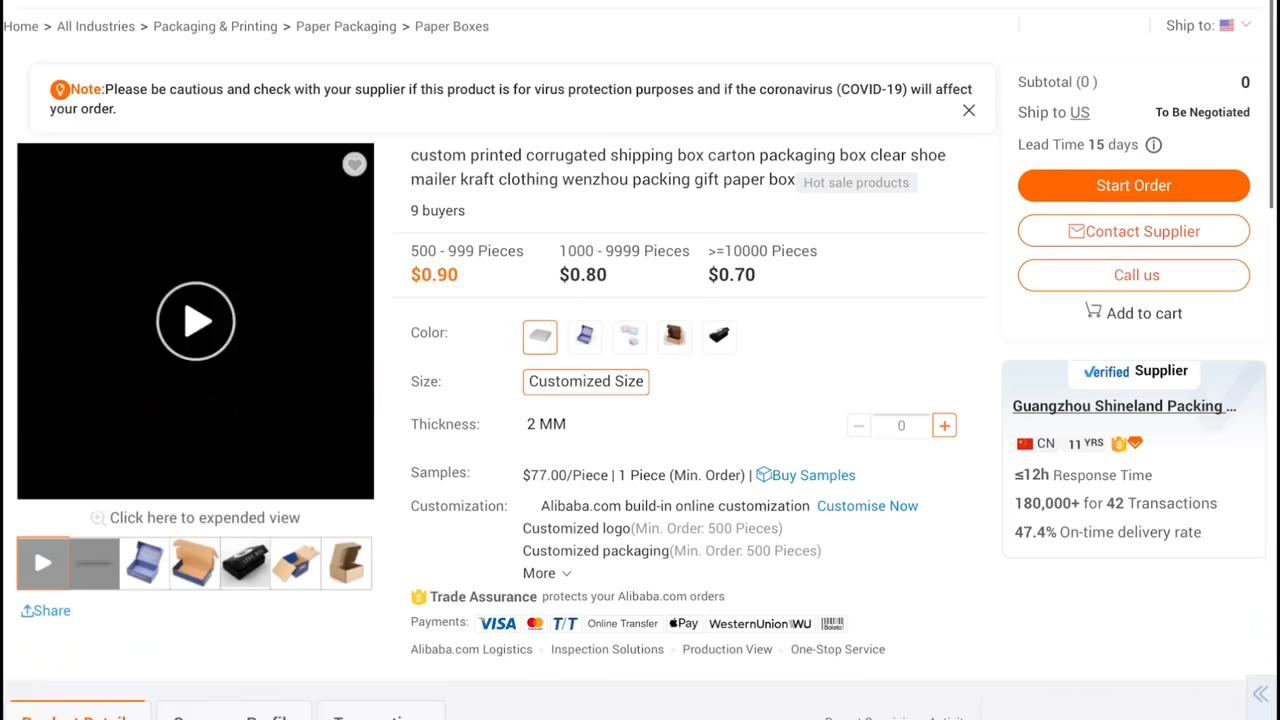 Home > All Industries > Packaging & Printing > Paper Packaging > Paper Boxes
Ship to:
Note:Please be cautious and check with your supplier if this product is for virus protection purposes and if the coronavirus (COVID-19) will affect
your order.
custom printed corrugated shipping box carton packaging box clear shoe
mailer kraft clothing wenzhou packing gift paper box Hot sale products
9 buyers
500 - 999 Pieces 1000 - 9999 Pieces >=10000 Pieces
$0.90 $0.80 $0.70
Color:
Size: Customized Size
Thickness: 2 MM 0
Samples: $77.00/Piece | 1 Piece (Min. Order) | Buy Samples
Customization: Alibaba.com build-in online customization Customise Now
Customized logo(Min. Order: 500 Pieces)
Customized packaging(Min. Order: 500 Pieces)
More
Trade Assurance protects your Alibaba.com orders
Payments: VISA T/T Online Transfer Pay WesternUnion WU Boleto
Alibaba.com Logistics Inspection Solutions Production View One-Stop Service
Click here to expended view
Share
Subtotal (0 ) 0
Ship to US To Be Negotiated
Lead Time 15 days
Start Order
Contact Supplier
Call us
Add to cart
Verified Supplier
Guangzhou Shineland Packing ...
CN 11 YRS
≤12h Response Time
180,000+ for 42 Transactions
47.4% On-time delivery rate